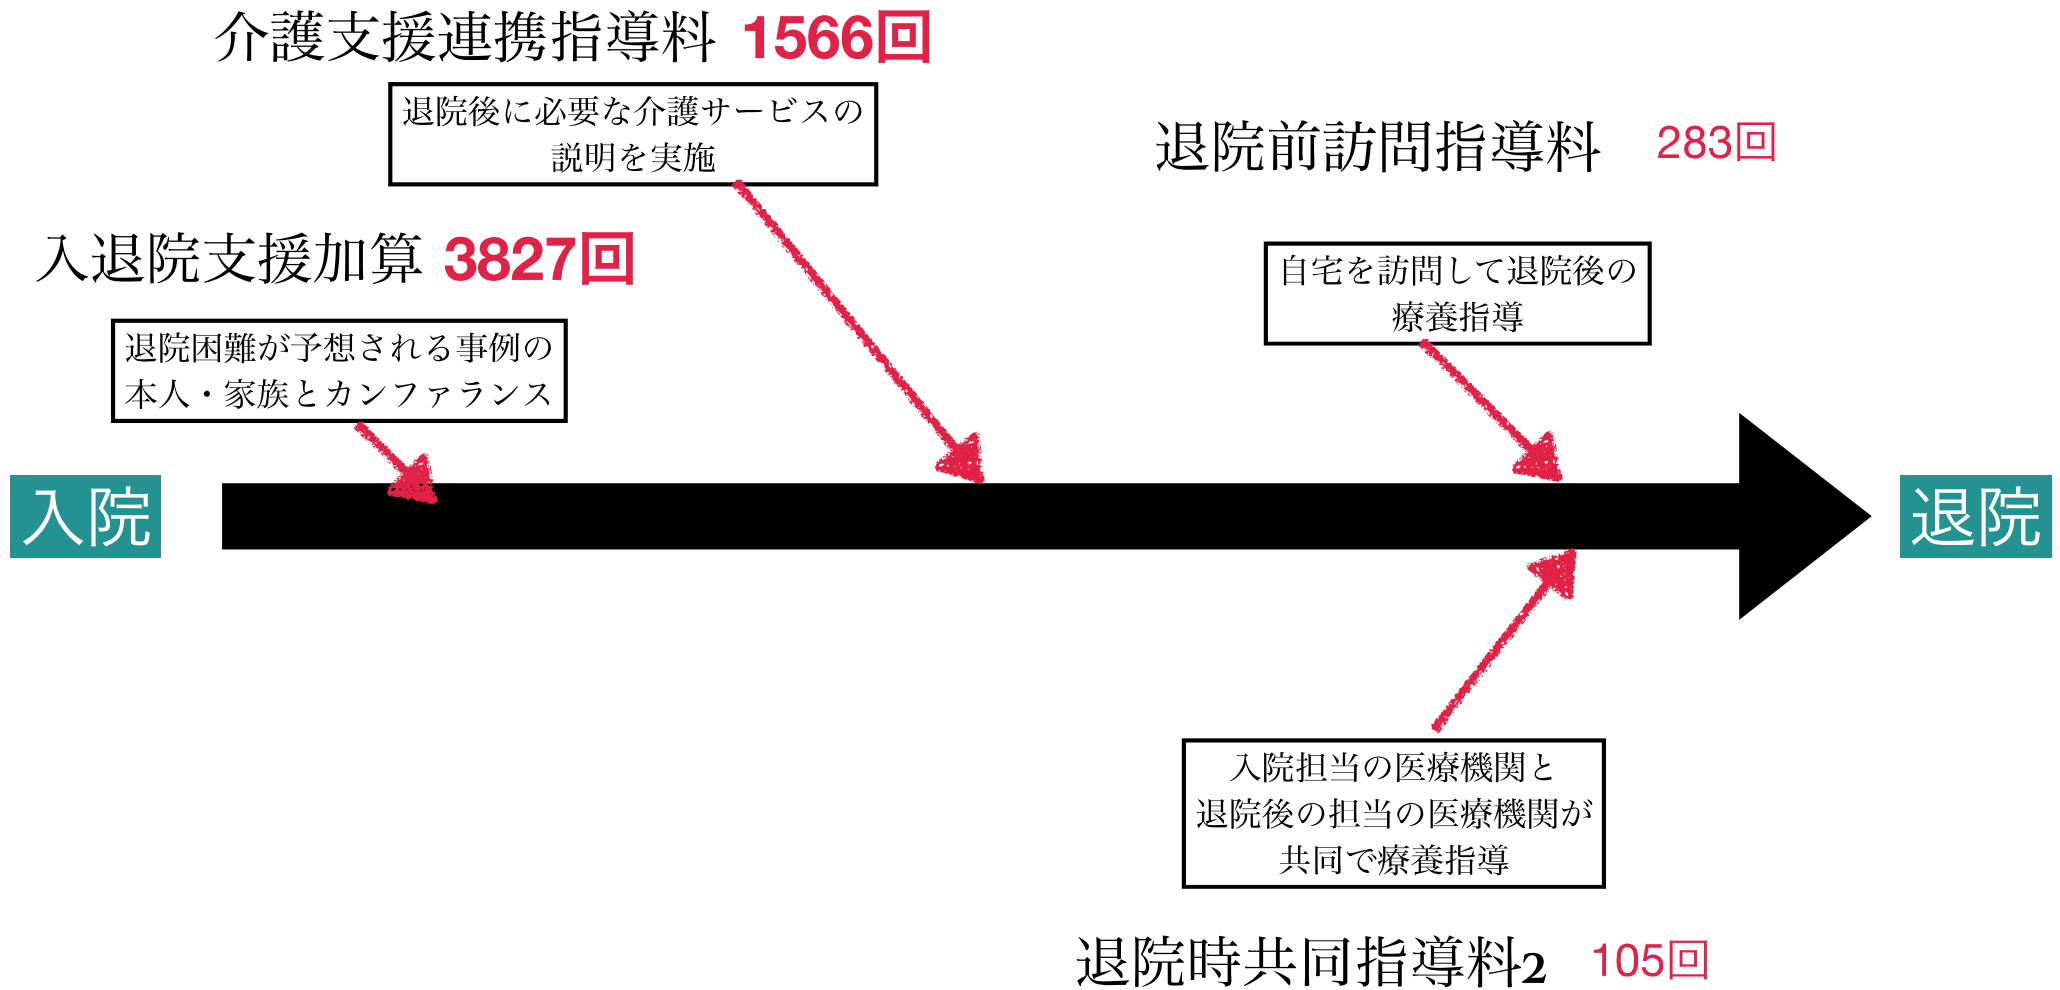 介護支援連携指導料 1566回
退院後に必要な介護サービスの
説明を実施
退院前訪問指導料 283回
入退院支援加算 3827回
自宅を訪問して退院後の
療養指導
退院困難が予想される事例の
本人・家族とカンファランス
入院
退院
入院担当の医療機関と
退院後の担当の医療機関が
共同で療養指導
退院時共同指導料2 105回